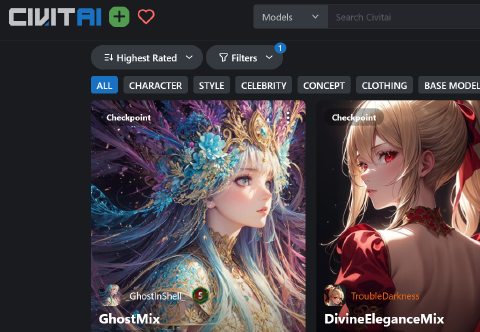 CIVITAI
Models
Search Civitai
Highest Rated
Filters
1
ALL
CHARACTER
STYLE
CELEBRITY
CONCEPT
CLOTHING
BASE MODEL
Checkpoint
Checkpoint
GhostInShell
5
TroubleDarkness
GhostMix
DivineEleganceMix